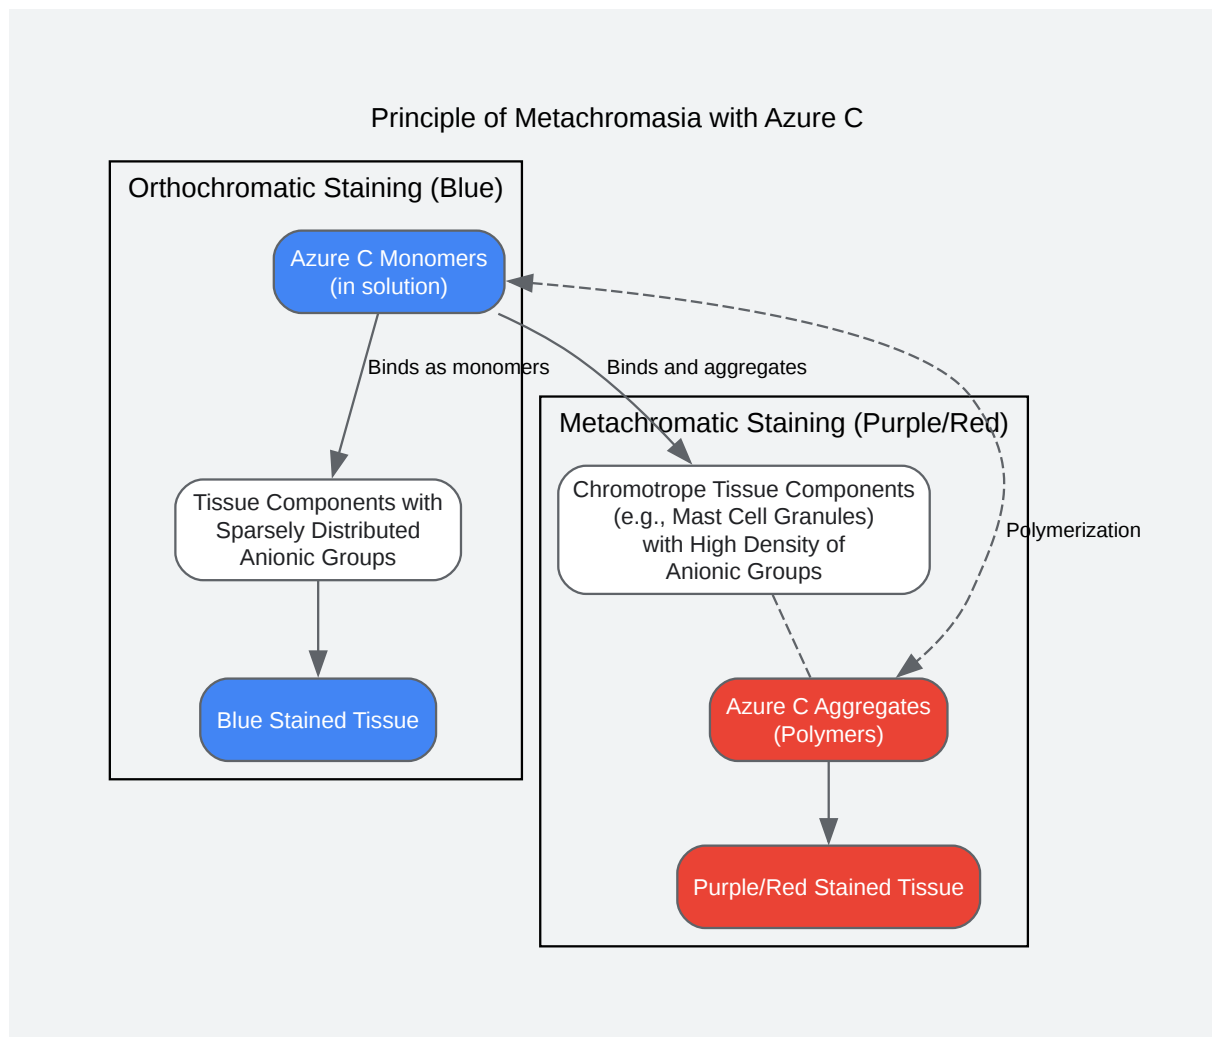 Principle of Metachromasia with Azure C
Orthochromatic Staining (Blue)
Azure C Monomers
(in solution)
Binds as monomers
Binds and aggregates
Metachromatic Staining (Purple/Red)
Tissue Components with
Sparsely Distributed
Anionic Groups
Chromotrope Tissue Components
(e.g., Mast Cell Granules)
with High Density of
Anionic Groups
Polymerization
Blue Stained Tissue
Azure C Aggregates
(Polymers)
Purple/Red Stained Tissue